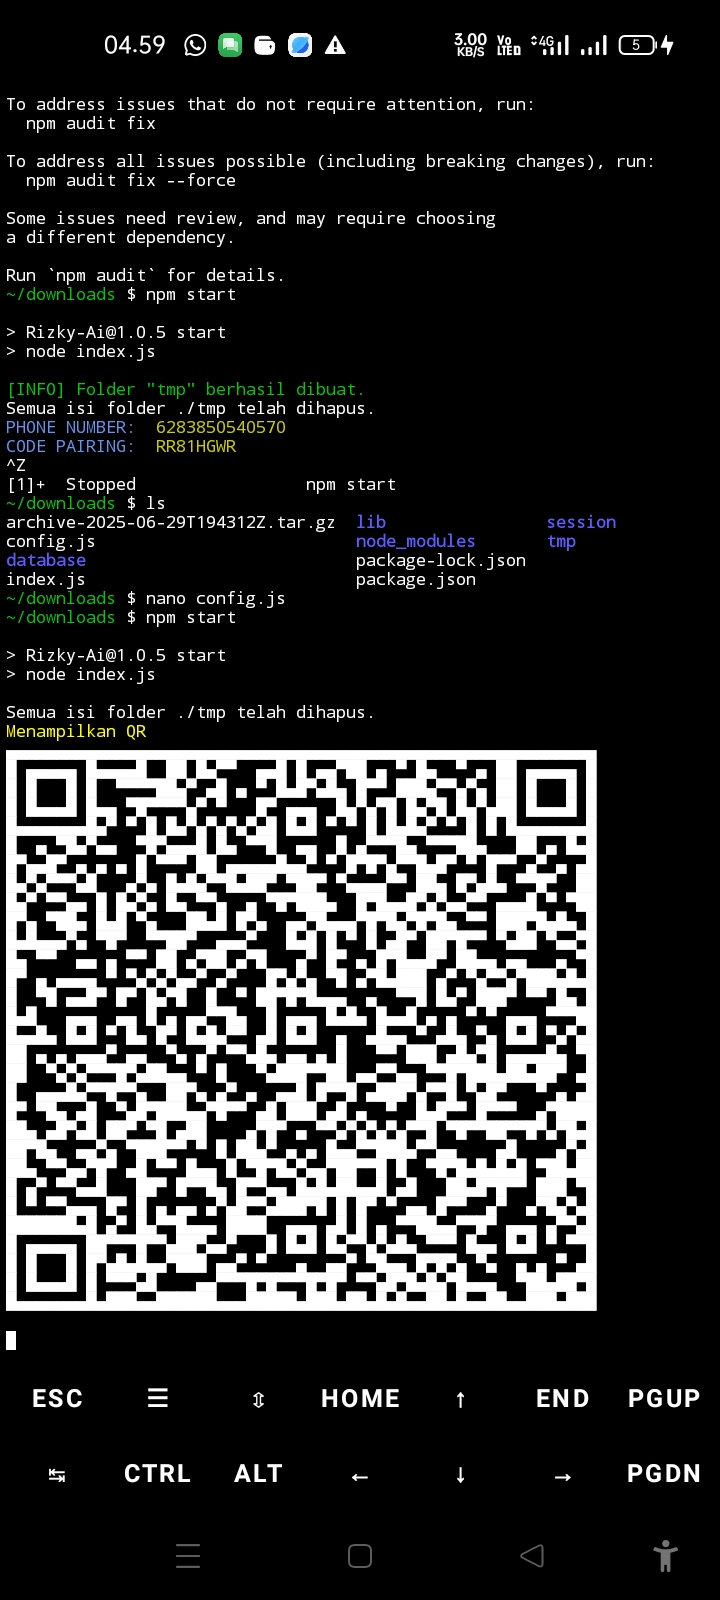 04.59 3.00 KB/S Vo LTE 4G 5
To address issues that do not require attention, run:
npm audit fix
To address all issues possible (including breaking changes), run:
npm audit fix --force
Some issues need review, and may require choosing
a different dependency.
Run `npm audit` for details.
~/downloads $ npm start
> Rizky-Ai@1.0.5 start
> node index.js
[INFO] Folder "tmp" berhasil dibuat.
Semua isi folder ./tmp telah dihapus.
PHONE NUMBER: 6283850540570
CODE PAIRING: RR81HGWR
^Z
[1]+ Stopped npm start
~/downloads $ ls
archive-2025-06-29T194312Z.tar.gz lib session
config.js node_modules tmp
database package-lock.json
index.js package.json
~/downloads $ nano config.js
~/downloads $ npm start
> Rizky-Ai@1.0.5 start
> node index.js
Semua isi folder ./tmp telah dihapus.
Menampilkan QR
ESC ☰ ⇳ HOME ↑ END PGUP
↹ CTRL ALT ← ↓ → PGDN